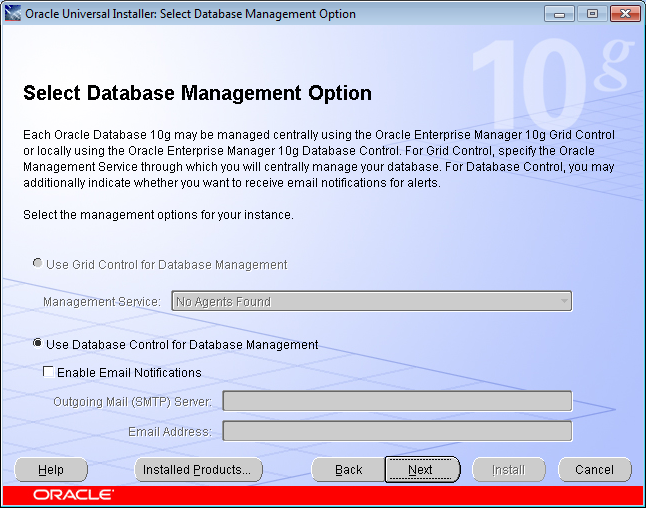 Oracle Universal Installer: Select Database Management Option
10g
Select Database Management Option
Each Oracle Database 10g may be managed centrally using the Oracle Enterprise Manager 10g Grid Control
or locally using the Oracle Enterprise Manager 10g Database Control. For Grid Control, specify the Oracle
Management Service through which you will centrally manage your database. For Database Control, you may
additionally indicate whether you want to receive email notifications for alerts.
Select the management options for your instance.
Use Grid Control for Database Management
Management Service: No Agents Found
Use Database Control for Database Management
Enable Email Notifications
Outgoing Mail (SMTP) Server:
Email Address:
Help Installed Products... Back Next Install Cancel
ORACLE